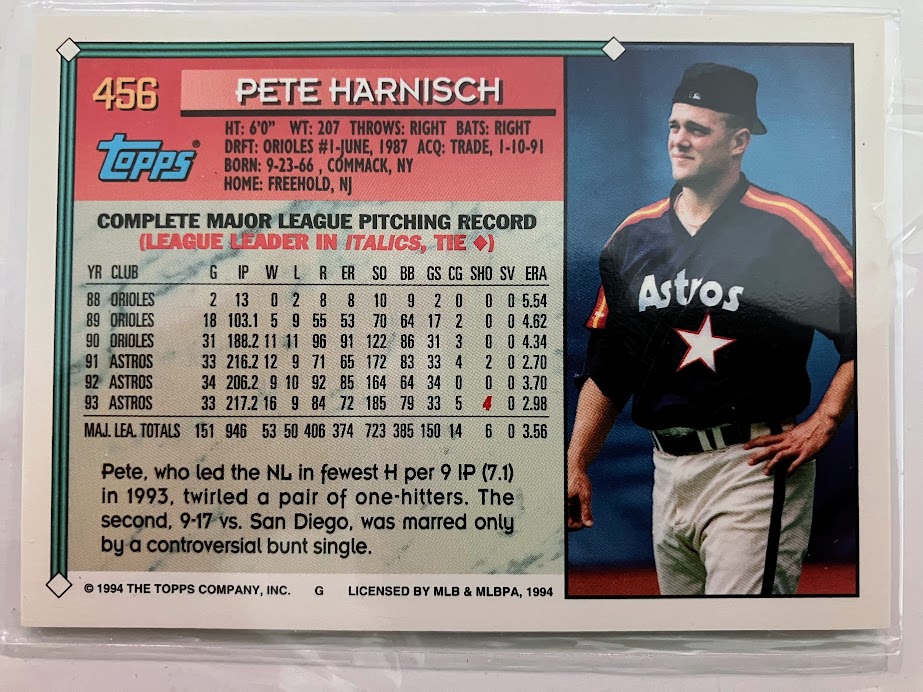 456
PETE HARNISCH
Topps®
HT: 6'0" WT: 207 THROWS: RIGHT BATS: RIGHT
DRFT: ORIOLES #1-JUNE, 1987 ACQ: TRADE, 1-10-91
BORN: 9-23-66 , COMMACK, NY
HOME: FREEHOLD, NJ
COMPLETE MAJOR LEAGUE PITCHING RECORD
(LEAGUE LEADER IN ITALICS, TIE ♦)
YR CLUB G IP W L R ER SO BB GS CG SHO SV ERA
88 ORIOLES 2 13 0 2 8 8 10 9 2 0 0 0 5.54
89 ORIOLES 18 103.1 5 9 55 53 70 64 17 2 0 0 4.62
90 ORIOLES 31 188.2 11 11 96 91 122 86 31 3 0 0 4.34
91 ASTROS 33 216.2 12 9 71 65 172 83 33 4 2 0 2.70
92 ASTROS 34 206.2 9 10 92 85 164 64 34 0 0 0 3.70
93 ASTROS 33 217.2 16 9 84 72 185 79 33 5 4 0 2.98
MAJ. LEA. TOTALS 151 946 53 50 406 374 723 385 150 14 6 0 3.56
Pete, who led the NL in fewest H per 9 IP (7.1)
in 1993, twirled a pair of one-hitters. The
second, 9-17 vs. San Diego, was marred only
by a controversial bunt single.
© 1994 THE TOPPS COMPANY, INC. G LICENSED BY MLB & MLBPA, 1994
Astros